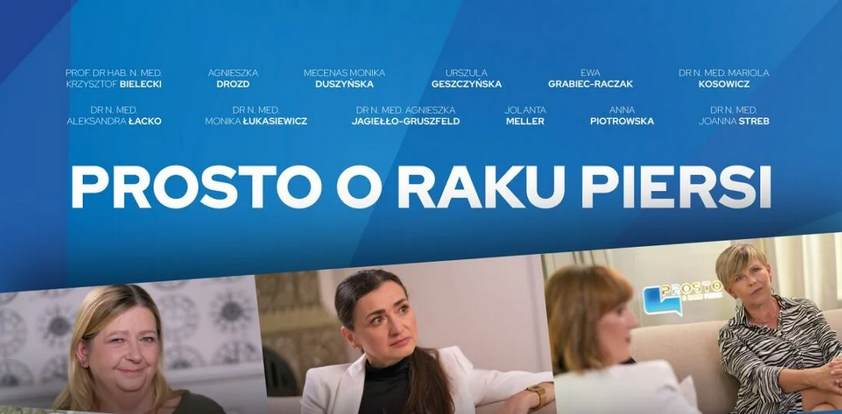 PROF. DR HAB. N. MED.
KRZYSZTOF BIELECKI
AGNIESZKA
DROZD
MECENAS MONIKA
DUSZYŃSKA
URSZULA
GESZCZYŃSKA
EWA
GRABIEC-RACZAK
DR N. MED. MARIOLA
KOSOWICZ
DR N. MED.
ALEKSANDRA ŁACKO
DR N. MED.
MONIKA ŁUKASIEWICZ
DR N. MED. AGNIESZKA
JAGIEŁŁO-GRUSZFELD
JOLANTA
MELLER
ANNA
PIOTROWSKA
DR N. MED.
JOANNA STREB
PROSTO O RAKU PIERSI
PROSTO
O RAKU PIERSI